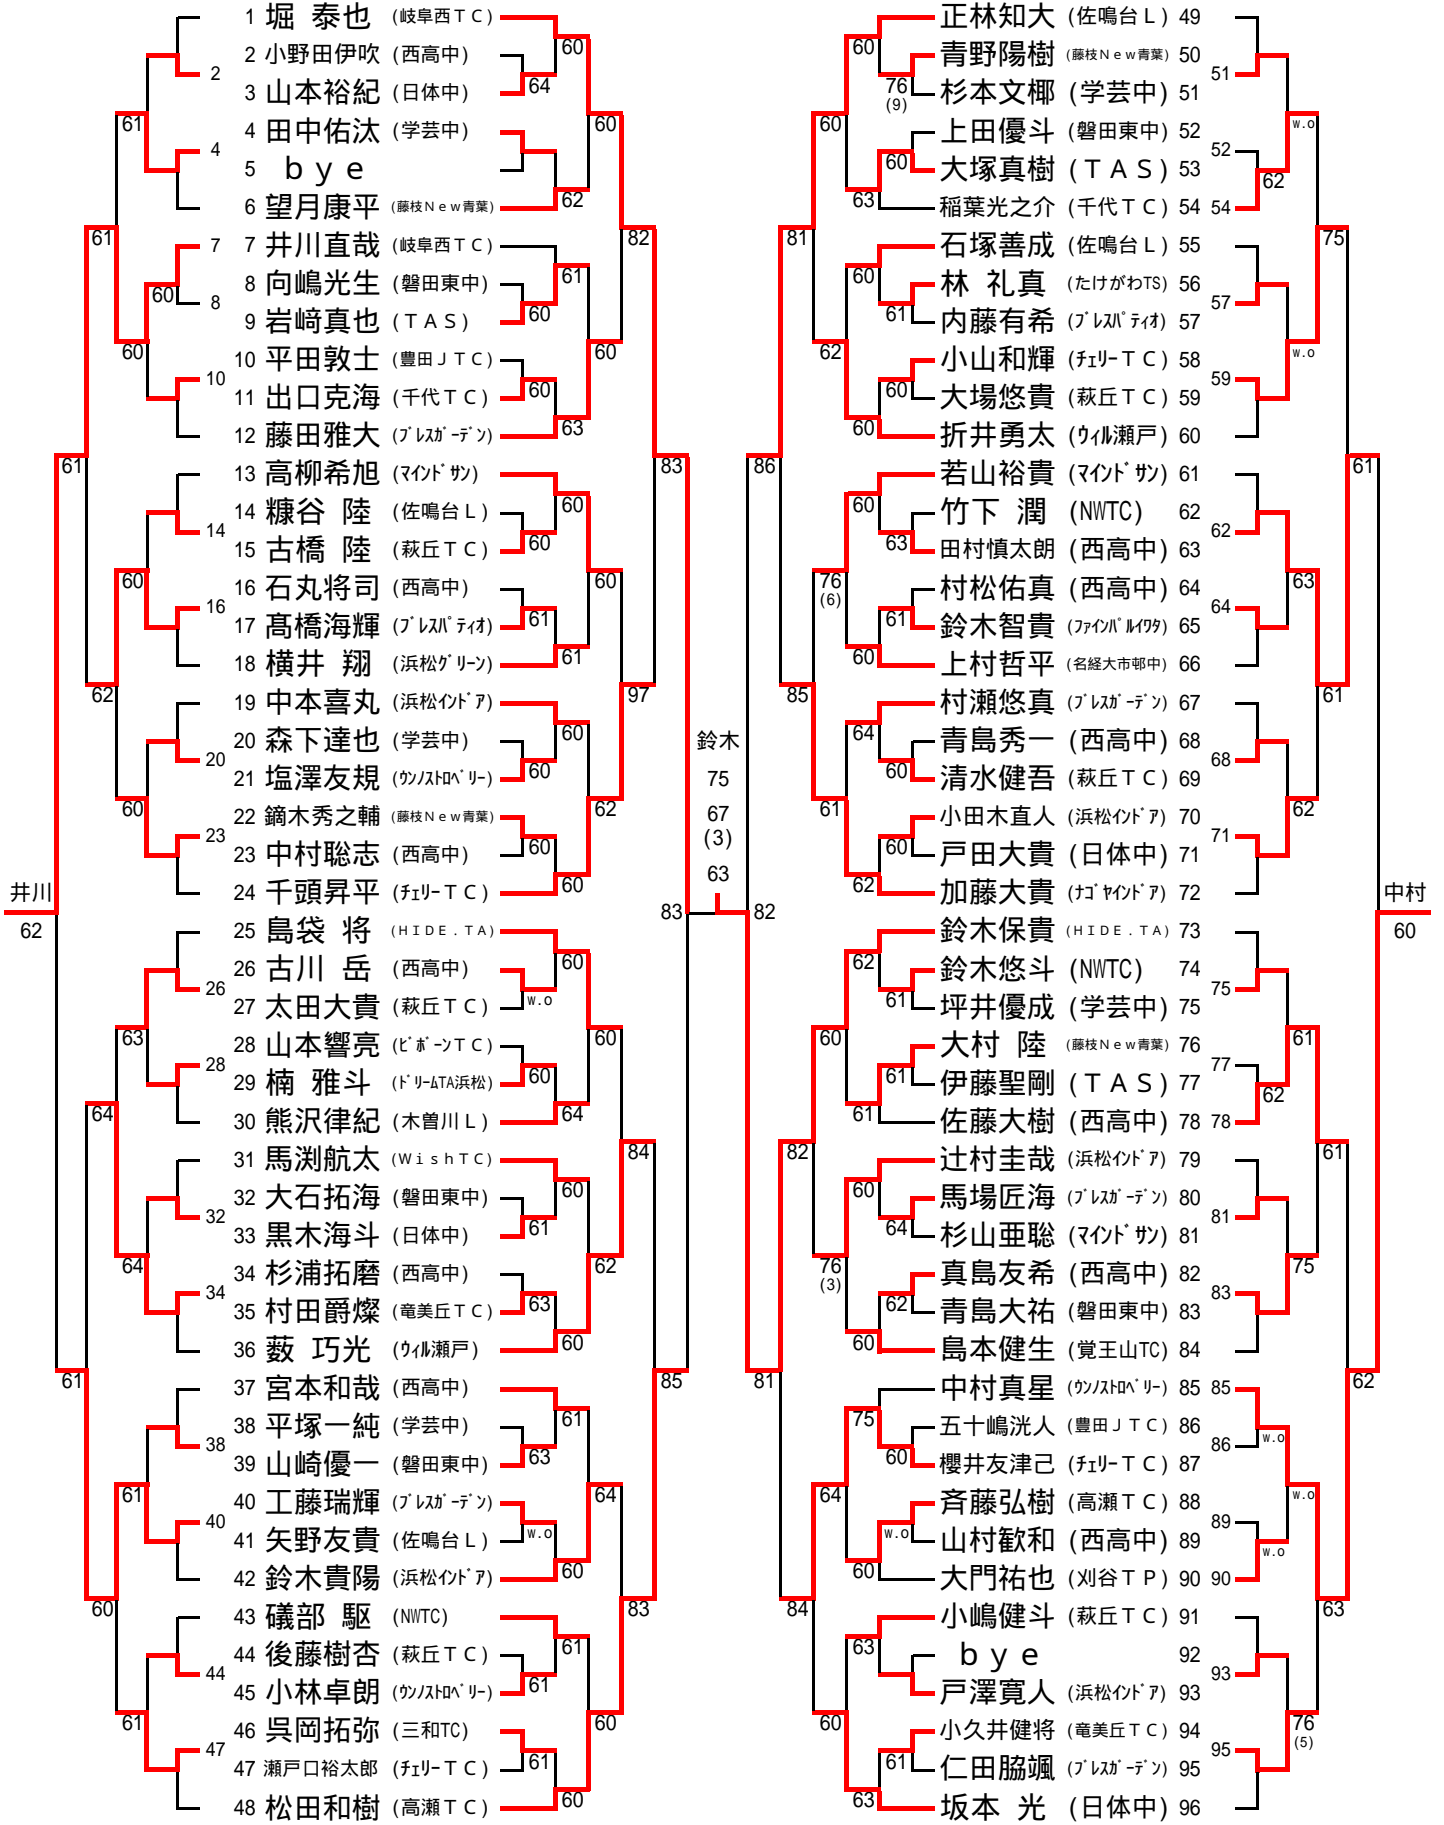 1 堀 泰也 (岐阜西TC)
2 小野田伊吹 (西高中)
3 山本裕紀 (日体中)
4 田中佑汰 (学芸中)
5 bye
6 望月康平 (藤枝New青葉)
7 井川直哉 (岐阜西TC)
8 向嶋光生 (磐田東中)
9 岩﨑真也 (TAS)
10 平田敦士 (豊田JTC)
11 出口克海 (千代TC)
12 藤田雅大 (ブレスガーデン)
13 高柳希旭 (マインドサン)
14 糠谷 陸 (佐鳴台L)
15 古橋 陸 (萩丘TC)
16 石丸将司 (西高中)
17 髙橋海輝 (ブレスパティオ)
18 横井 翔 (浜松グリーン)
19 中本喜丸 (浜松インドア)
20 森下達也 (学芸中)
21 塩澤友規 (ウンノストロベリー)
22 鏑木秀之輔 (藤枝New青葉)
23 中村聡志 (西高中)
24 千頭昇平 (チェリーTC)
25 島袋 将 (HIDE.TA)
26 古川 岳 (西高中)
27 太田大貴 (萩丘TC)
28 山本響亮 (ビボーンTC)
29 楠 雅斗 (ドリームTA浜松)
30 熊沢律紀 (木曽川L)
31 馬渕航太 (WishTC)
32 大石拓海 (磐田東中)
33 黒木海斗 (日体中)
34 杉浦拓磨 (西高中)
35 村田爵燦 (竜美丘TC)
36 薮 巧光 (ウィル瀬戸)
37 宮本和哉 (西高中)
38 平塚一純 (学芸中)
39 山崎優一 (磐田東中)
40 工藤瑞輝 (ブレスガーデン)
41 矢野友貴 (佐鳴台L)
42 鈴木貴陽 (浜松インドア)
43 礒部 駆 (NWTC)
44 後藤樹杏 (萩丘TC)
45 小林卓朗 (ウンノストロベリー)
46 呉岡拓弥 (三和TC)
47 瀬戸口裕太郎 (チェリーTC)
48 松田和樹 (高瀬TC)
正林知大 (佐鳴台L) 49
青野陽樹 (藤枝New青葉) 50
杉本文椰 (学芸中) 51
上田優斗 (磐田東中) 52
大塚真樹 (TAS) 53
稲葉光之介 (千代TC) 54
石塚善成 (佐鳴台L) 55
林 礼真 (たけがわTS) 56
内藤有希 (ブレスパティオ) 57
小山和輝 (チェリーTC) 58
大場悠貴 (萩丘TC) 59
折井勇太 (ウィル瀬戸) 60
若山裕貴 (マインドサン) 61
竹下 潤 (NWTC) 62
田村慎太朗 (西高中) 63
村松佑真 (西高中) 64
鈴木智貴 (ファインパルイワタ) 65
上村哲平 (名経大市邨中) 66
村瀬悠真 (ブレスガーデン) 67
青島秀一 (西高中) 68
清水健吾 (萩丘TC) 69
小田木直人 (浜松インドア) 70
戸田大貴 (日体中) 71
加藤大貴 (ナゴヤインドア) 72
鈴木保貴 (HIDE.TA) 73
鈴木悠斗 (NWTC) 74
坪井優成 (学芸中) 75
大村 陸 (藤枝New青葉) 76
伊藤聖剛 (TAS) 77
佐藤大樹 (西高中) 78
辻村圭哉 (浜松インドア) 79
馬場匠海 (ブレスガーデン) 80
杉山亜聡 (マインドサン) 81
真島友希 (西高中) 82
青島大祐 (磐田東中) 83
島本健生 (覚王山TC) 84
中村真星 (ウンノストロベリー) 85
五十嶋洸人 (豊田JTC) 86
櫻井友津己 (チェリーTC) 87
斉藤弘樹 (高瀬TC) 88
山村歓和 (西高中) 89
大門祐也 (刈谷TP) 90
小嶋健斗 (萩丘TC) 91
bye 92
戸澤寛人 (浜松インドア) 93
小久井健将 (竜美丘TC) 94
仁田脇颯 (ブレスガーデン) 95
坂本 光 (日体中) 96
井川
62
鈴木
75
67
(3)
63
中村
60